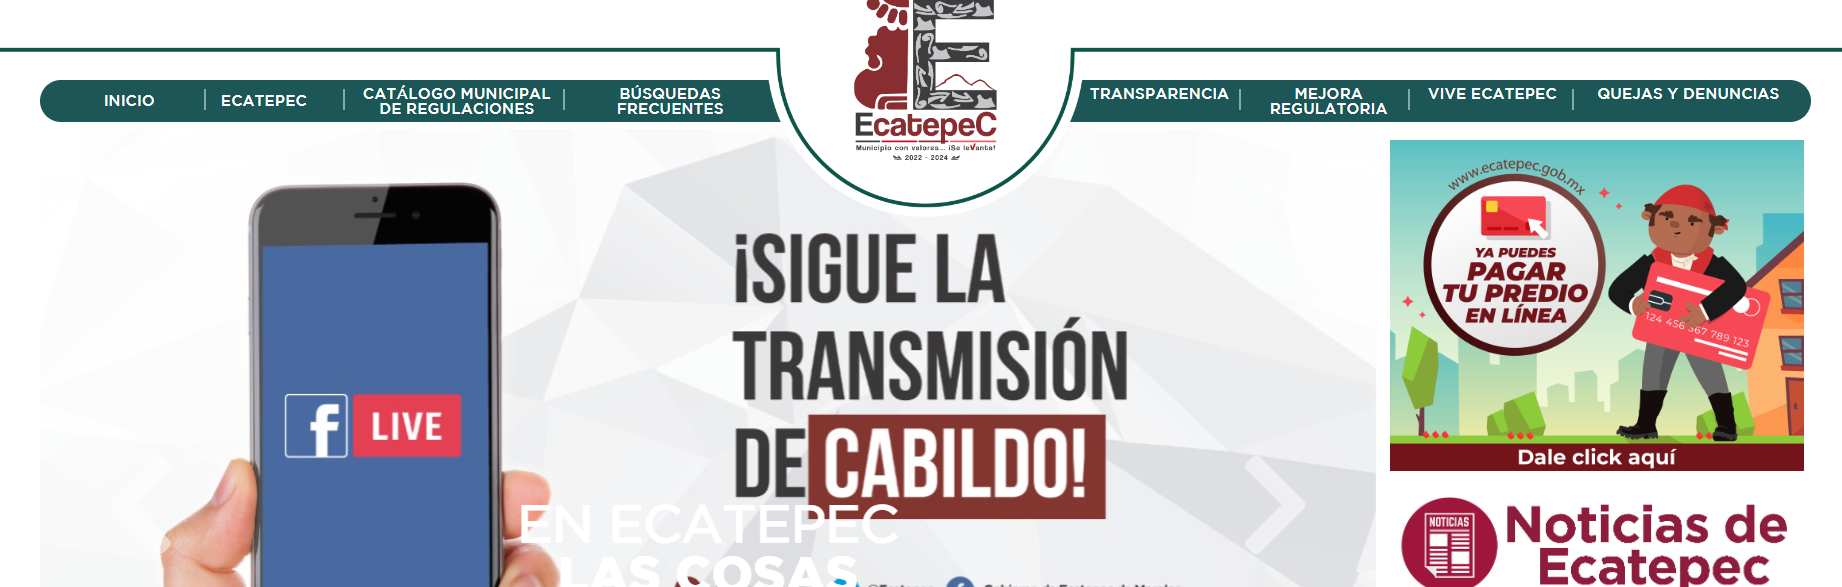 INICIO
ECATEPEC
CATÁLOGO MUNICIPAL
DE REGULACIONES
BÚSQUEDAS
FRECUENTES
EcatepeC
Municipio con valores... ¡Se leVanta!
2022 - 2024
TRANSPARENCIA
MEJORA
REGULATORIA
VIVE ECATEPEC
QUEJAS Y DENUNCIAS
f LIVE
¡SIGUE LA
TRANSMISIÓN
DE CABILDO!
EN ECATEPEC
LAS COSAS
www.ecatepec.gob.mx
YA PUEDES
PAGAR
TU PREDIO
EN LÍNEA
124 456 567 789 123
Dale click aquí
NOTICIAS
Noticias de
Ecatepec